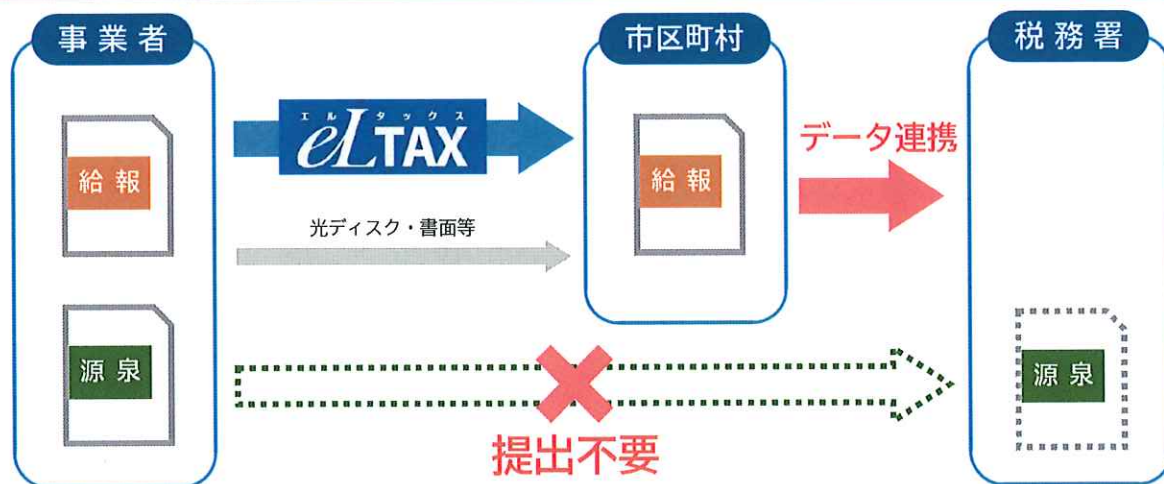 事業者
市区町村
税務署
給報
エルタックス
eLTAX
光ディスク・書面等
給報
データ連携
源泉
提出不要
源泉